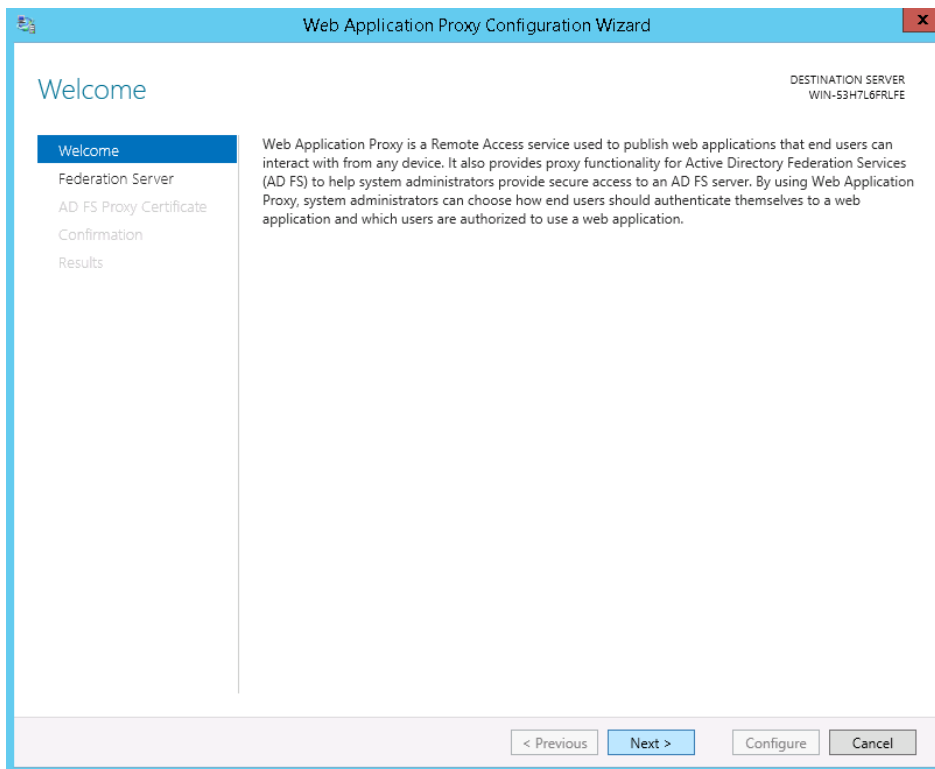 Web Application Proxy Configuration Wizard
x
Welcome
DESTINATION SERVER
WIN-53H7L6FRLFE
Welcome
Federation Server
AD FS Proxy Certificate
Confirmation
Results
Web Application Proxy is a Remote Access service used to publish web applications that end users can
interact with from any device. It also provides proxy functionality for Active Directory Federation Services
(AD FS) to help system administrators provide secure access to an AD FS server. By using Web Application
Proxy, system administrators can choose how end users should authenticate themselves to a web
application and which users are authorized to use a web application.
< Previous
Next >
Configure
Cancel